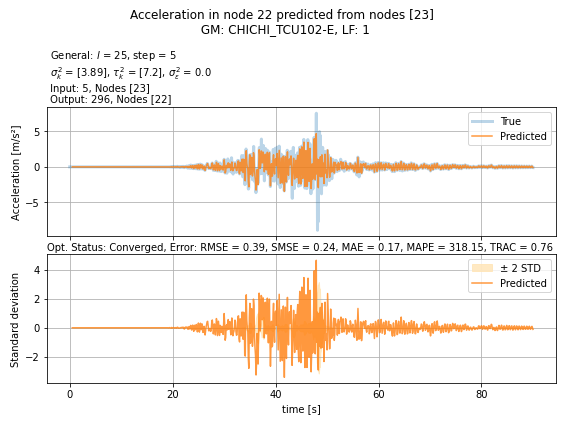 Acceleration in node 22 predicted from nodes [23]
GM: CHICHI_TCU102-E, LF: 1
General: l = 25, step = 5
σ²ₖ = [3.89], τ²ₖ = [7.2], σ²ε = 0.0
Input: 5, Nodes [23]
Output: 296, Nodes [22]
True
Predicted
Acceleration [m/s²]
5
0
−5
Opt. Status: Converged, Error: RMSE = 0.39, SMSE = 0.24, MAE = 0.17, MAPE = 318.15, TRAC = 0.76
± 2 STD
Predicted
Standard deviation
4
2
0
−2
0 20 40 60 80
time [s]